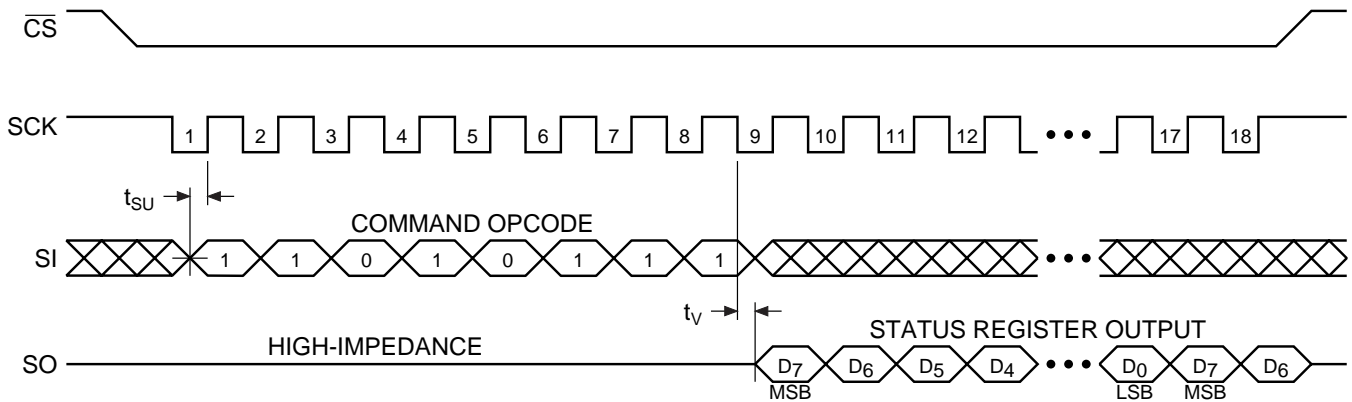 CS
SCK 1 2 3 4 5 6 7 8 9 10 11 12 ••• 17 18
tSU
COMMAND OPCODE
SI 1 1 0 1 0 1 1 1 •••
tV
STATUS REGISTER OUTPUT
HIGH-IMPEDANCE
SO D7 D6 D5 D4 ••• D0 D7 D6
MSB LSB MSB